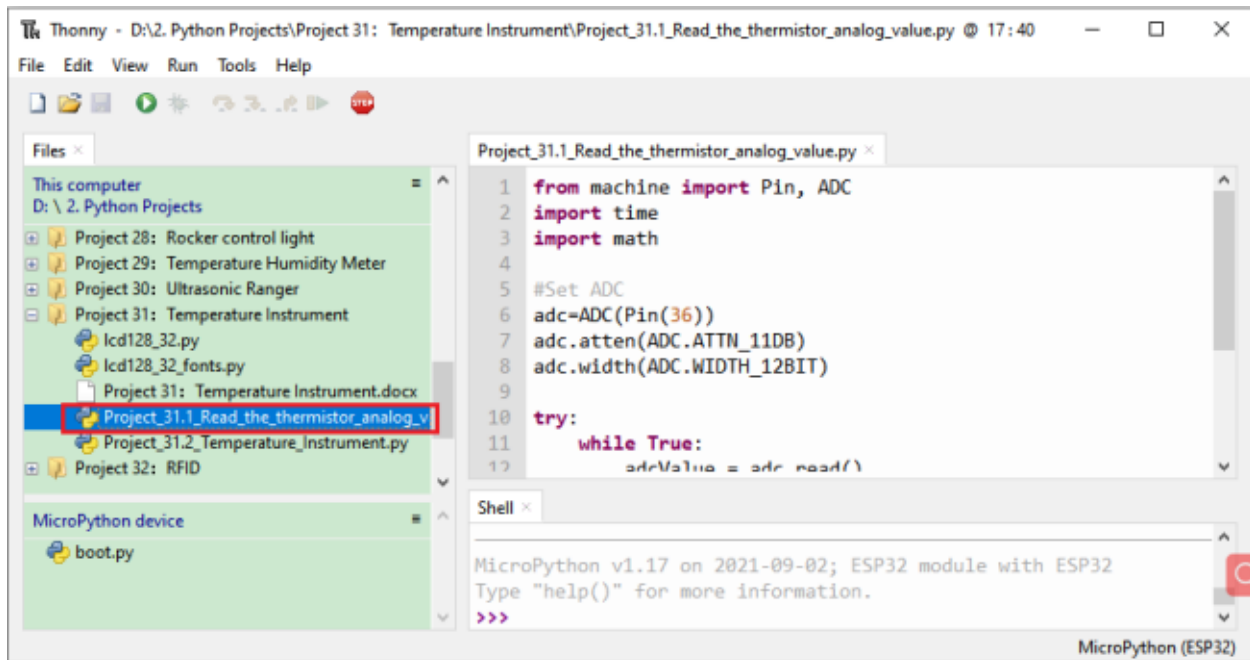 Thonny - D:\2. Python Projects\Project 31: Temperature Instrument\Project_31.1_Read_the_thermistor_analog_value.py @ 17:40
File Edit View Run Tools Help
STOP
Files
This computer
D: \ 2. Python Projects
Project 28: Rocker control light
Project 29: Temperature Humidity Meter
Project 30: Ultrasonic Ranger
Project 31: Temperature Instrument
lcd128_32.py
lcd128_32_fonts.py
Project 31: Temperature Instrument.docx
Project_31.1_Read_the_thermistor_analog_v
Project_31.2_Temperature_Instrument.py
Project 32: RFID
MicroPython device
boot.py
Project_31.1_Read_the_thermistor_analog_value.py
1 from machine import Pin, ADC
2 import time
3 import math
4
5 #Set ADC
6 adc=ADC(Pin(36))
7 adc.atten(ADC.ATTN_11DB)
8 adc.width(ADC.WIDTH_12BIT)
9
10 try:
11 while True:
12 adcValue = adc.read()
Shell
MicroPython v1.17 on 2021-09-02; ESP32 module with ESP32
Type "help()" for more information.
>>>
MicroPython (ESP32)